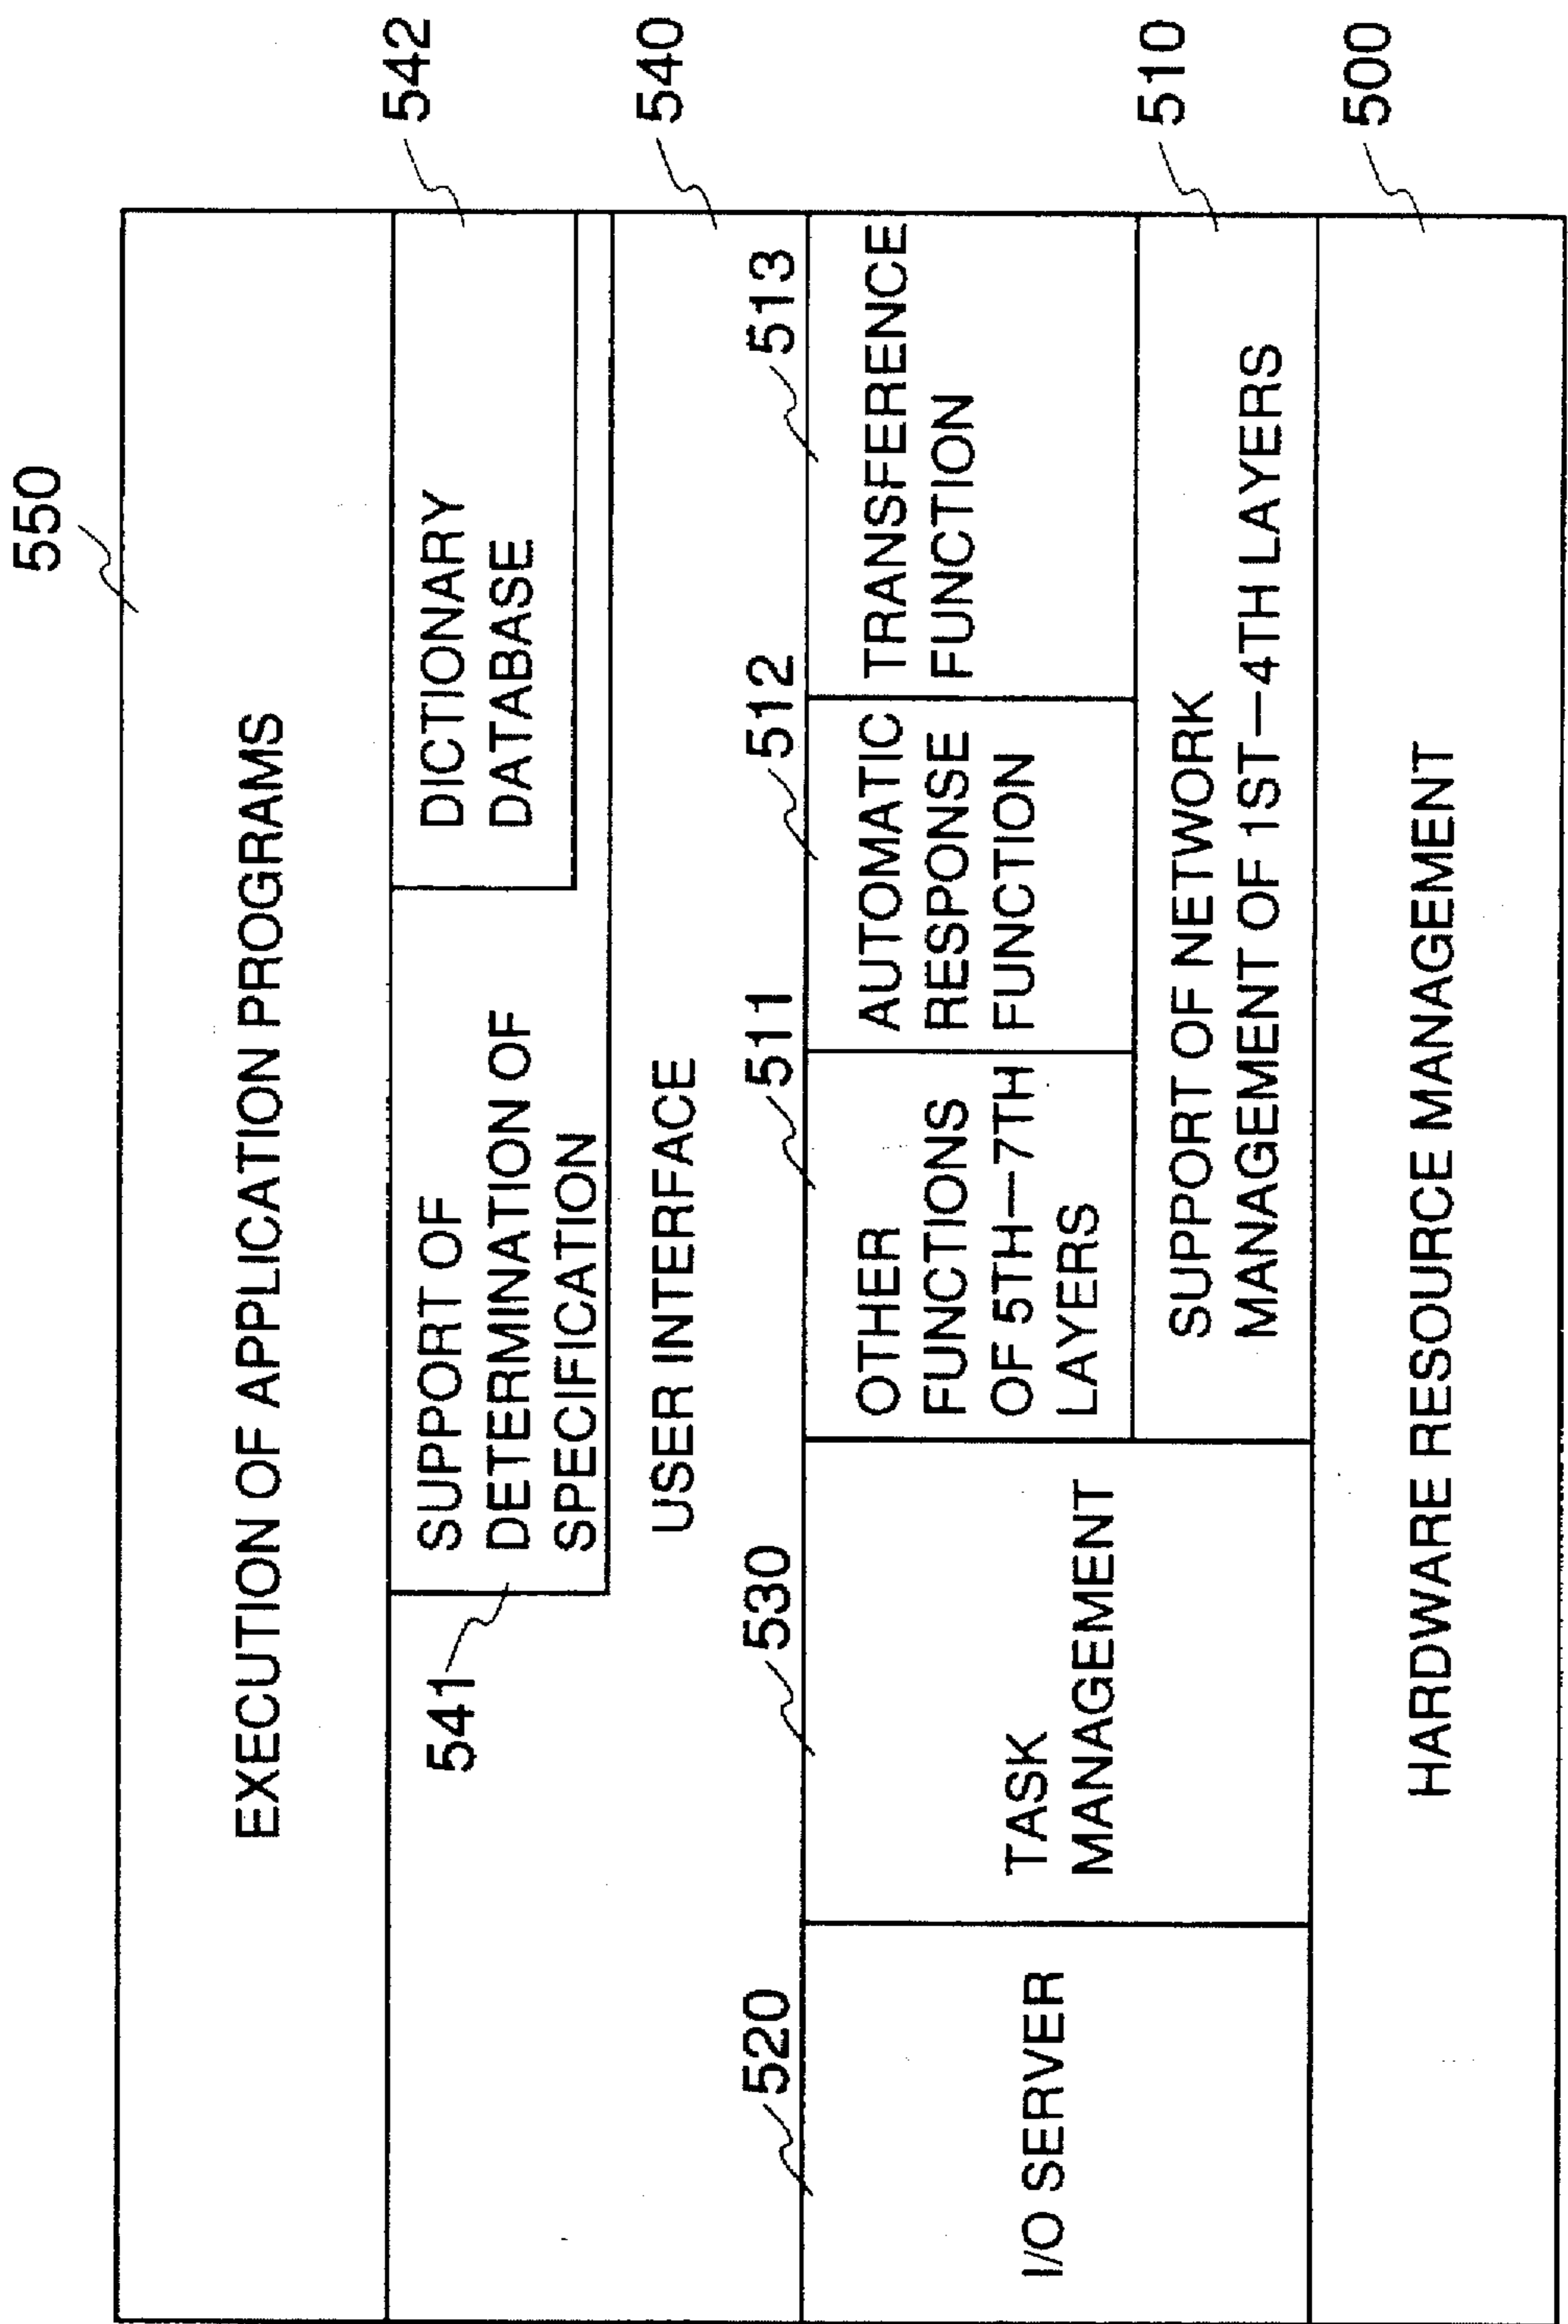 550
EXECUTION OF APPLICATION PROGRAMS
542
541
SUPPORT OF
DETERMINATION OF
SPECIFICATION
DICTIONARY
DATABASE
USER INTERFACE
540
520
I/O SERVER
530
TASK
MANAGEMENT
511
OTHER
FUNCTIONS
OF 5TH—7TH
LAYERS
512
AUTOMATIC
RESPONSE
FUNCTION
513
TRANSFERENCE
FUNCTION
SUPPORT OF NETWORK
MANAGEMENT OF 1ST—4TH LAYERS
510
HARDWARE RESOURCE MANAGEMENT
500